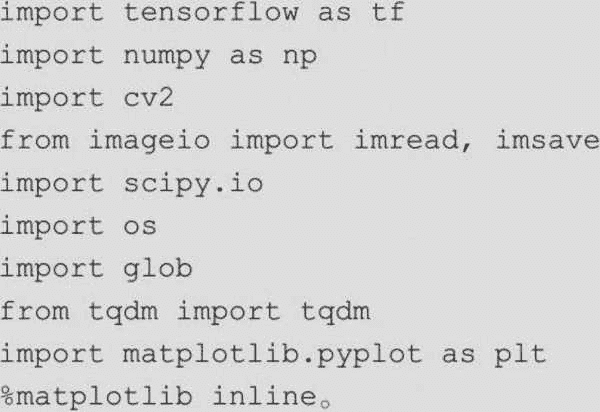 import tensorflow as tf
import numpy as np
import cv2
from imageio import imread, imsave
import scipy.io
import os
import glob
from tqdm import tqdm
import matplotlib.pyplot as plt
%matplotlib inline。